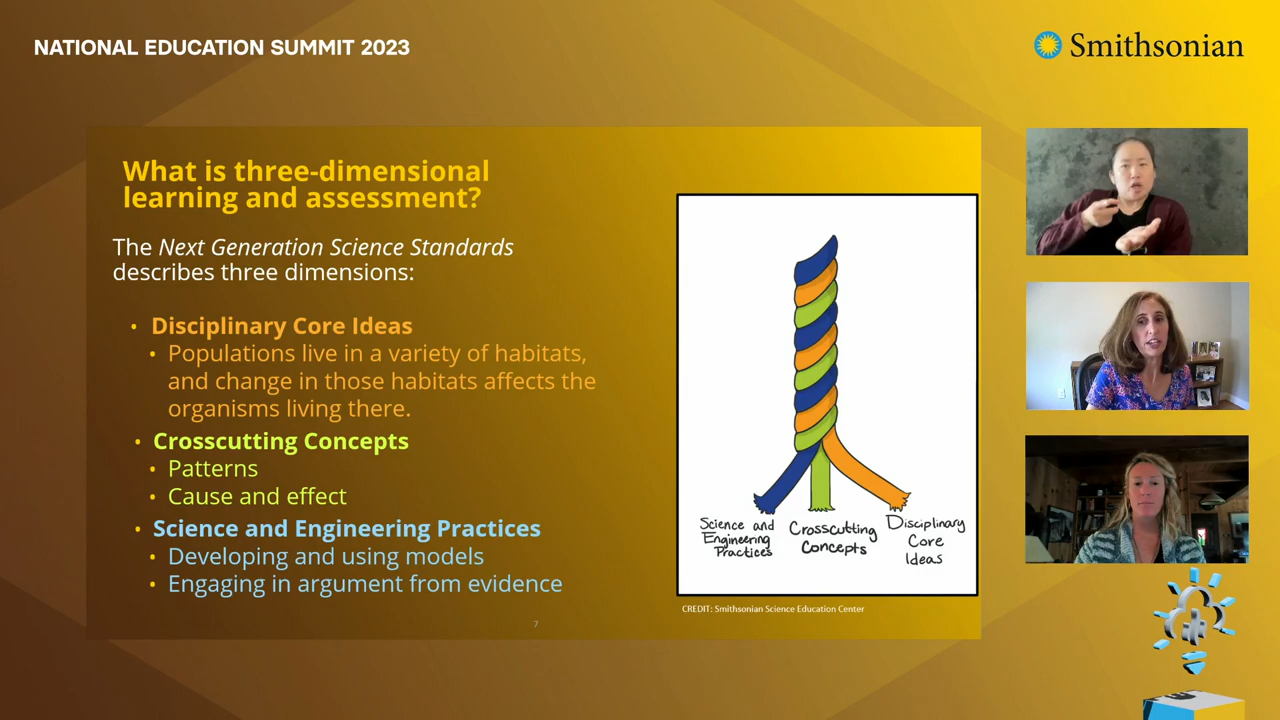 NATIONAL EDUCATION SUMMIT 2023
Smithsonian
What is three-dimensional
learning and assessment?
The Next Generation Science Standards
describes three dimensions:
• Disciplinary Core Ideas
• Populations live in a variety of habitats,
and change in those habitats affects the
organisms living there.
• Crosscutting Concepts
• Patterns
• Cause and effect
• Science and Engineering Practices
• Developing and using models
• Engaging in argument from evidence
Science and
Engineering
Practices
Crosscutting
Concepts
Disciplinary
Core
Ideas
CREDIT: Smithsonian Science Education Center
7